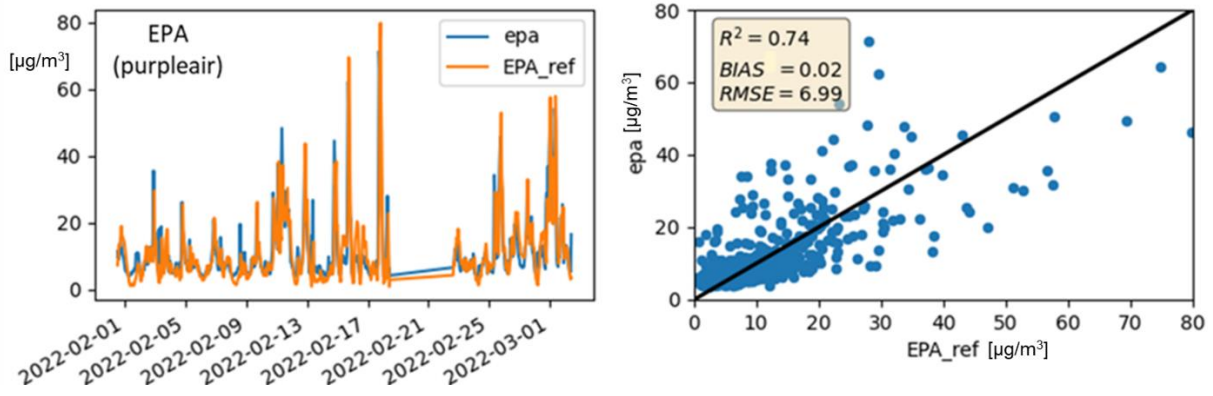 EPA
(purpleair)
[µg/m³]
epa
EPA_ref
80
60
40
20
0
2022-02-01
2022-02-05
2022-02-09
2022-02-13
2022-02-17
2022-02-21
2022-02-25
2022-03-01
R² = 0.74
BIAS = 0.02
RMSE = 6.99
epa [µg/m³]
80
60
40
20
0
0 10 20 30 40 50 60 70 80
EPA_ref [µg/m³]